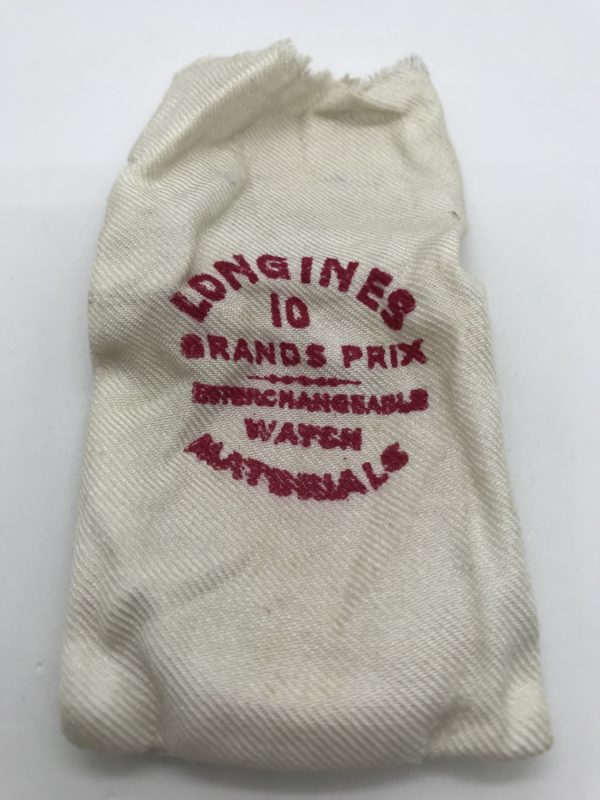 LONGINES
10
GRANDS PRIX
INTERCHANGEABLE
WATCH
MATERIALS